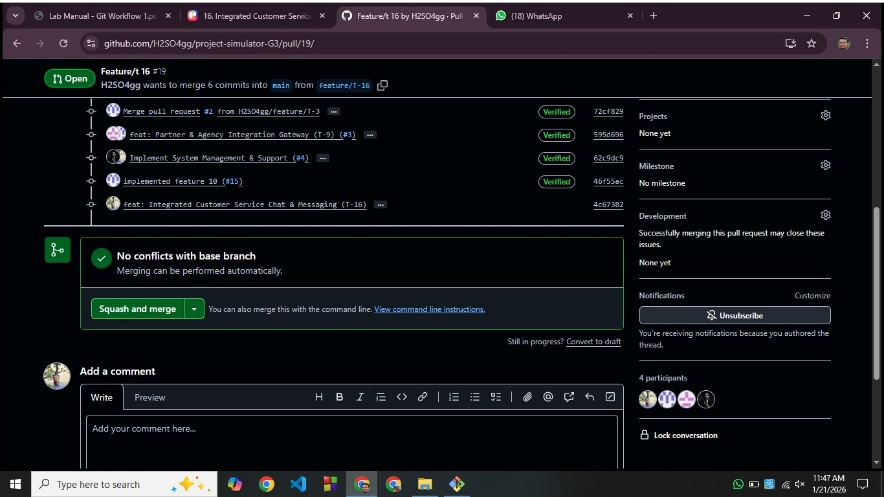 Lab Manual - Git Workflow 1.pc
16. Integrated Customer Service
Feature/t 16 by H2SO4gg · Pull
(18) WhatsApp
github.com/H2SO4gg/project-simulator-G3/pull/19/
Open
Feature/t 16 #19
H2SO4gg wants to merge 6 commits into main from feature/T-16
Merge pull request #2 from H2SO4gg/feature/T-3
Verified
72cf829
feat: Partner & Agency Integration Gateway (T-9) (#3)
Verified
595d696
Implement System Management & Support (#4)
Verified
62c9dc9
implemented feature 10 (#15)
Verified
46f55ac
feat: Integrated Customer Service Chat & Messaging (T-16)
4c67382
No conflicts with base branch
Merging can be performed automatically.
Squash and merge
You can also merge this with the command line. View command line instructions.
Still in progress? Convert to draft
Add a comment
Write
Preview
Add your comment here...
Projects
None yet
Milestone
No milestone
Development
Successfully merging this pull request may close these
issues.
None yet
Notifications
Customize
Unsubscribe
You're receiving notifications because you authored the
thread.
4 participants
Lock conversation
Type here to search
11:47 AM
1/21/2026